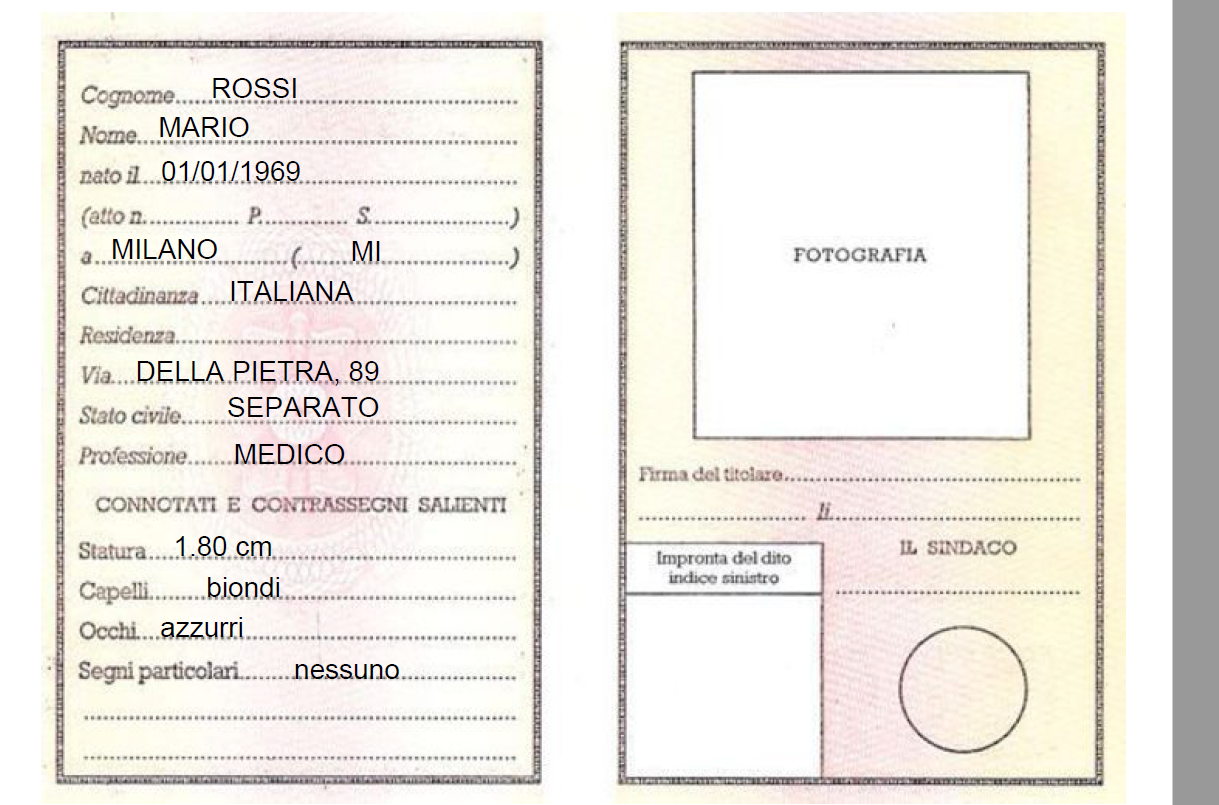 Cognome ROSSI
Nome MARIO
nato il 01/01/1969
(atto n. P. S. )
a MILANO ( MI )
Cittadinanza ITALIANA
Residenza
Via DELLA PIETRA, 89
Stato civile SEPARATO
Professione MEDICO
CONNOTATI E CONTRASSEGNI SALIENTI
Statura 1.80 cm
Capelli biondi
Occhi azzurri
Segni particolari nessuno
FOTOGRAFIA
Firma del titolare
li
IL SINDACO
Impronta del dito
indice sinistro